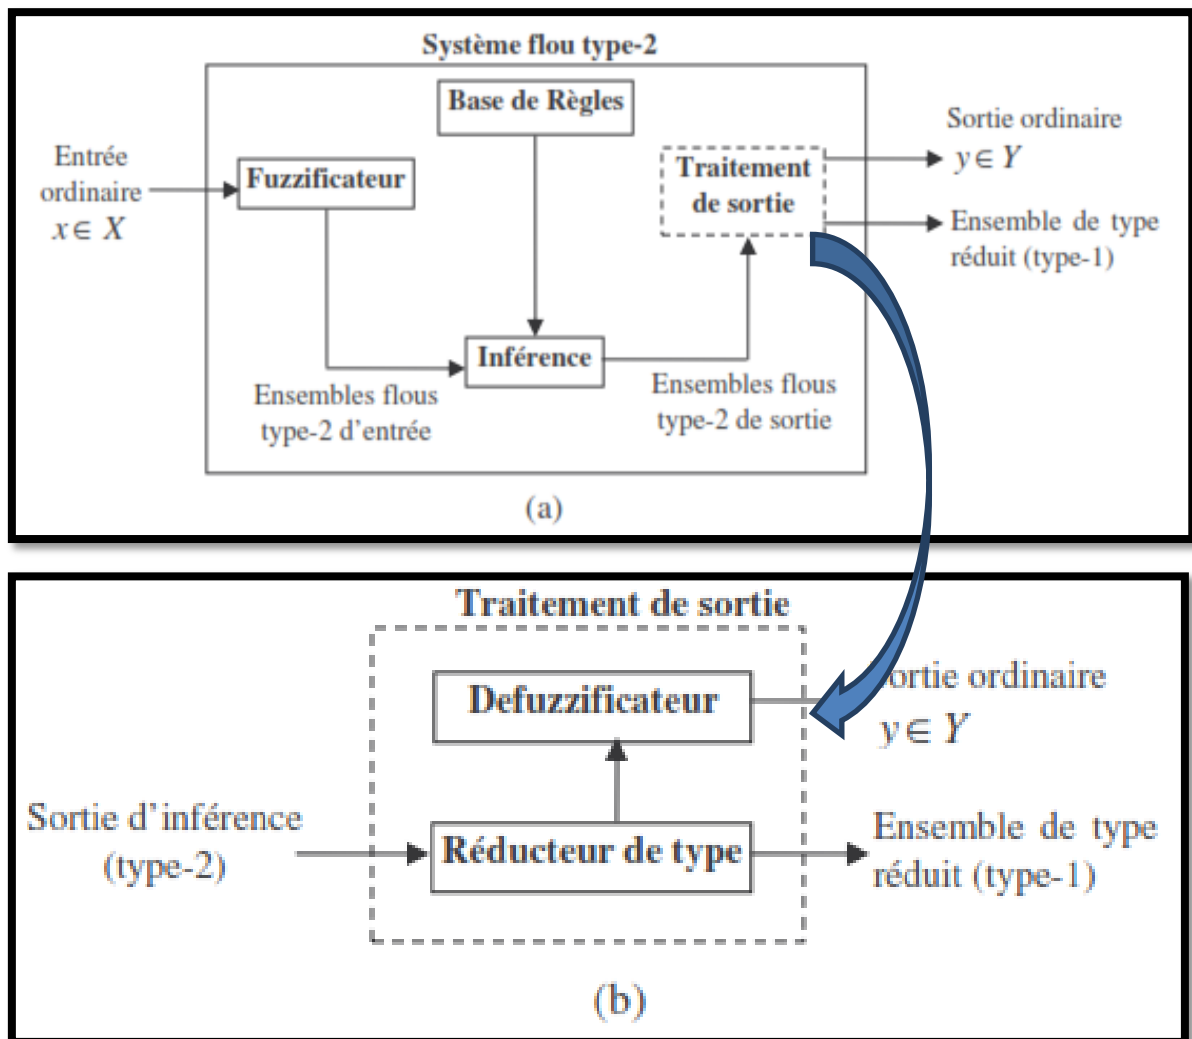 Système flou type-2
Base de Règles
Entrée
ordinaire
x ∈ X
Fuzzificateur
Traitement
de sortie
Sortie ordinaire
y ∈ Y
Ensemble de type
réduit (type-1)
Inférence
Ensembles flous
type-2 d'entrée
Ensembles flous
type-2 de sortie
(a)
Traitement de sortie
Defuzzificateur
ortie ordinaire
y ∈ Y
Sortie d'inférence
(type-2)
Réducteur de type
Ensemble de type
réduit (type-1)
(b)